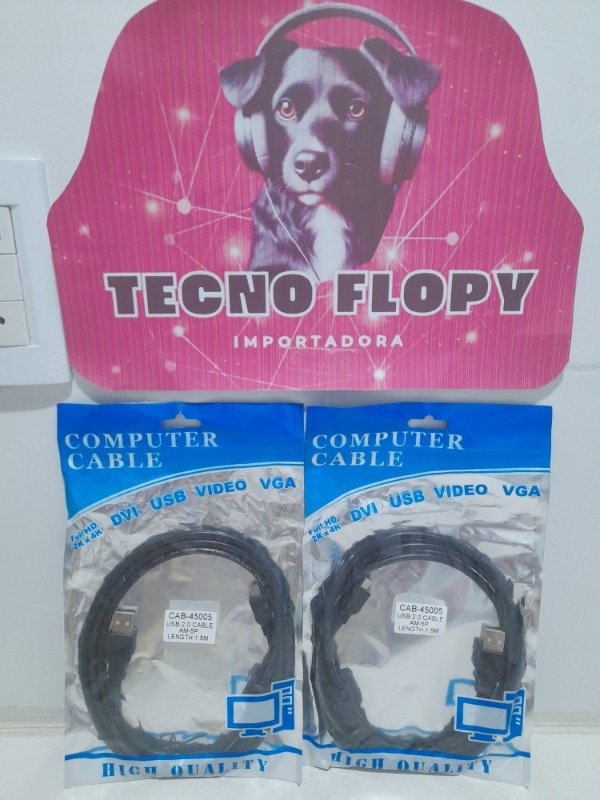 TECNO FLOPY
IMPORTADORA
COMPUTER
CABLE
Full HD
2K x 4K
DVI USB VIDEO VGA
CAB-45005
USB 2.0 CABLE
AM-5P
LENGTH:1.5M
HIGH QUALITY
COMPUTER
CABLE
Full HD
2K x 4K
DVI USB VIDEO VGA
CAB-45005
USB 2.0 CABLE
AM-5P
LENGTH:1.5M
HIGH QUALITY